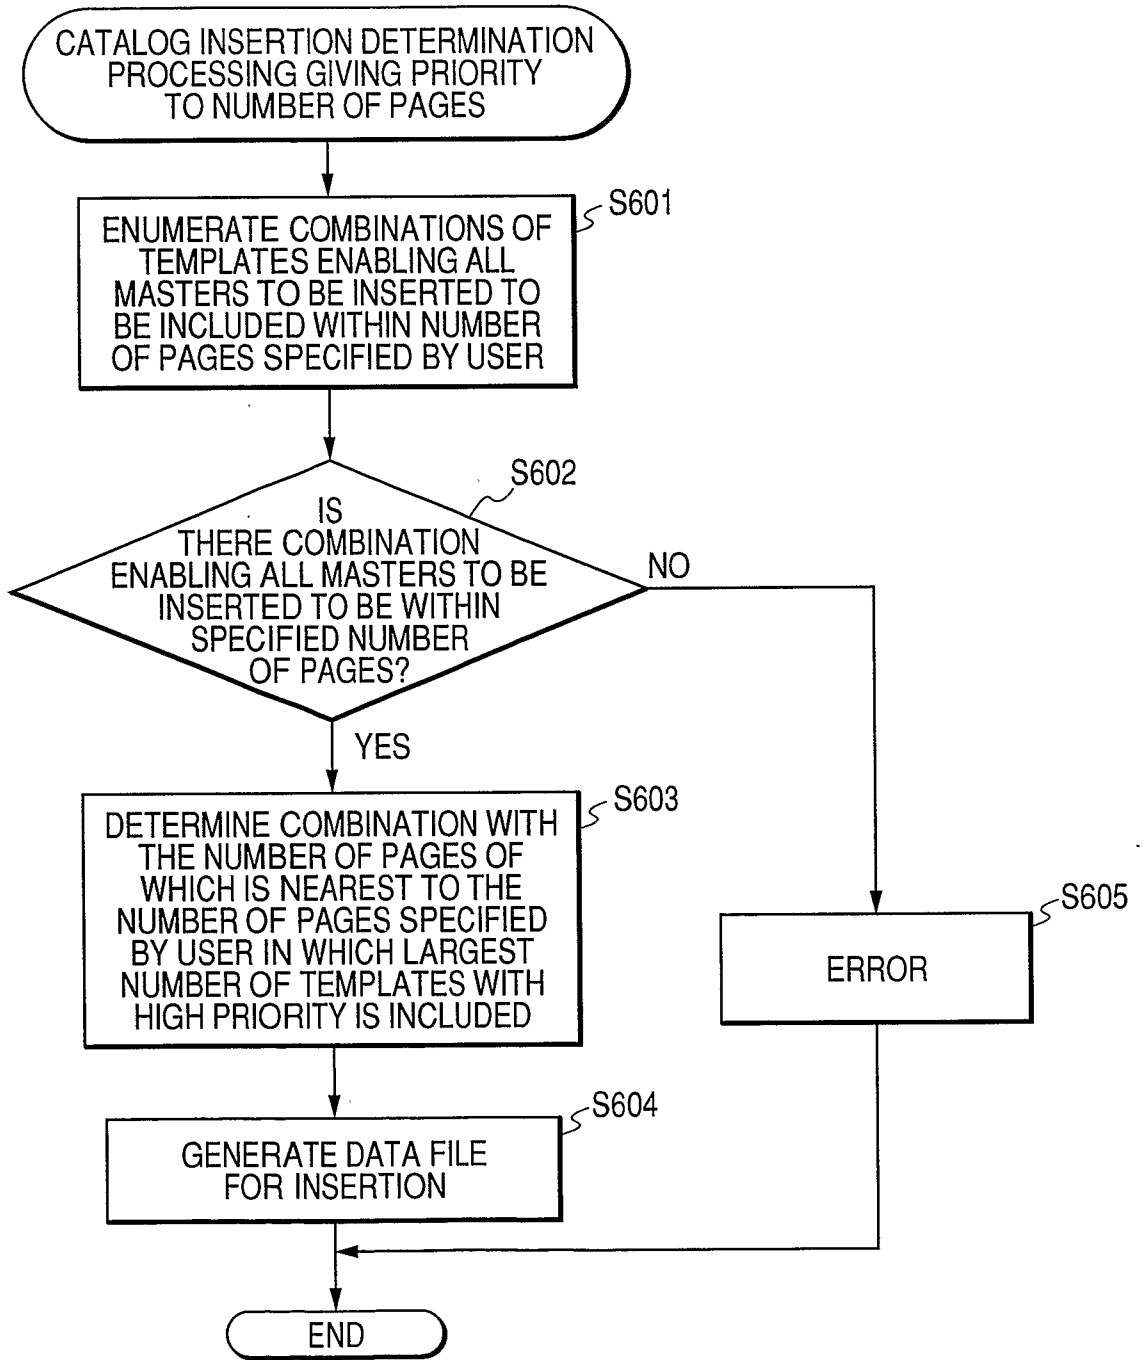 CATALOG INSERTION DETERMINATION
PROCESSING GIVING PRIORITY
TO NUMBER OF PAGES
S601
ENUMERATE COMBINATIONS OF
TEMPLATES ENABLING ALL
MASTERS TO BE INSERTED TO
BE INCLUDED WITHIN NUMBER
OF PAGES SPECIFIED BY USER
S602
IS
THERE COMBINATION
ENABLING ALL MASTERS TO BE
INSERTED TO BE WITHIN
SPECIFIED NUMBER
OF PAGES?
NO
YES
S603
DETERMINE COMBINATION WITH
THE NUMBER OF PAGES OF
WHICH IS NEAREST TO THE
NUMBER OF PAGES SPECIFIED
BY USER IN WHICH LARGEST
NUMBER OF TEMPLATES WITH
HIGH PRIORITY IS INCLUDED
S605
ERROR
S604
GENERATE DATA FILE
FOR INSERTION
END